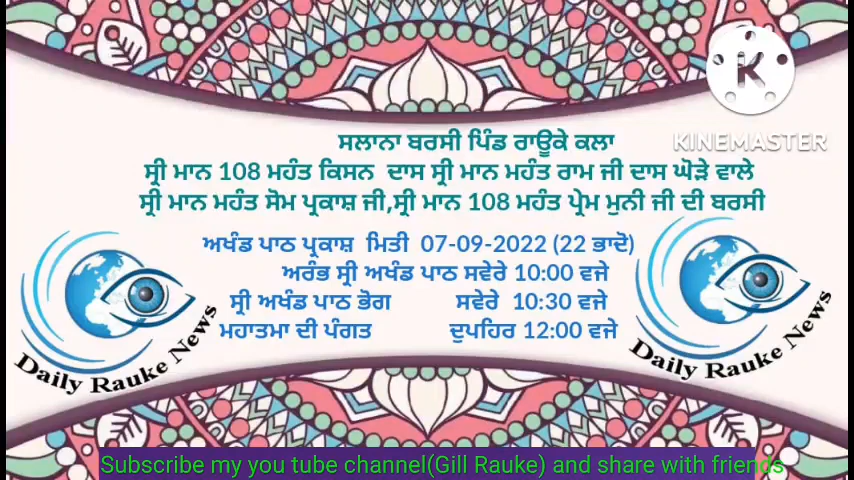 K
KINEMASTER
ਸਲਾਨਾ ਬਰਸੀ ਪਿੰਡ ਰਾਊਕੇ ਕਲਾ
ਸ੍ਰੀ ਮਾਨ 108 ਮਹੰਤ ਕਿਸਨ ਦਾਸ ਸ੍ਰੀ ਮਾਨ ਮਹੰਤ ਰਾਮ ਜੀ ਦਾਸ ਘੋੜੇ ਵਾਲੇ
ਸ੍ਰੀ ਮਾਨ ਮਹੰਤ ਸੋਮ ਪ੍ਰਕਾਸ਼ ਜੀ,ਸ੍ਰੀ ਮਾਨ 108 ਮਹੰਤ ਪ੍ਰੇਮ ਮੁਨੀ ਜੀ ਦੀ ਬਰਸੀ
ਅਖੰਡ ਪਾਠ ਪ੍ਰਕਾਸ਼ ਮਿਤੀ 07-09-2022 (22 ਭਾਦੋ)
ਅਰੰਭ ਸ੍ਰੀ ਅਖੰਡ ਪਾਠ ਸਵੇਰੇ 10:00 ਵਜੇ
ਸ੍ਰੀ ਅਖੰਡ ਪਾਠ ਭੋਗ ਸਵੇਰੇ 10:30 ਵਜੇ
ਮਹਾਤਮਾ ਦੀ ਪੰਗਤ ਦੁਪਹਿਰ 12:00 ਵਜੇ
Daily Rauke News
Daily Rauke News
Subscribe my you tube channel(Gill Rauke) and share with friends